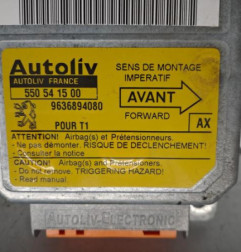 Autoliv
AUTOLIV FRANCE
550 54 15 00
9636894080
SENS DE MONTAGE
IMPERATIF
AVANT
FORWARD
POUR T1
AX
ATTENTION! Airbag(s) et Prétensionneurs.
- Ne pas démonter. RISQUE DE DECLENCHEMENT!
- Consulter la notice
CAUTION! Airbag(s) and Pretensioners.
- Do not remove. TRIGGERING HAZARD!
- Read manual
AUTOLIV-ELECTRONIC